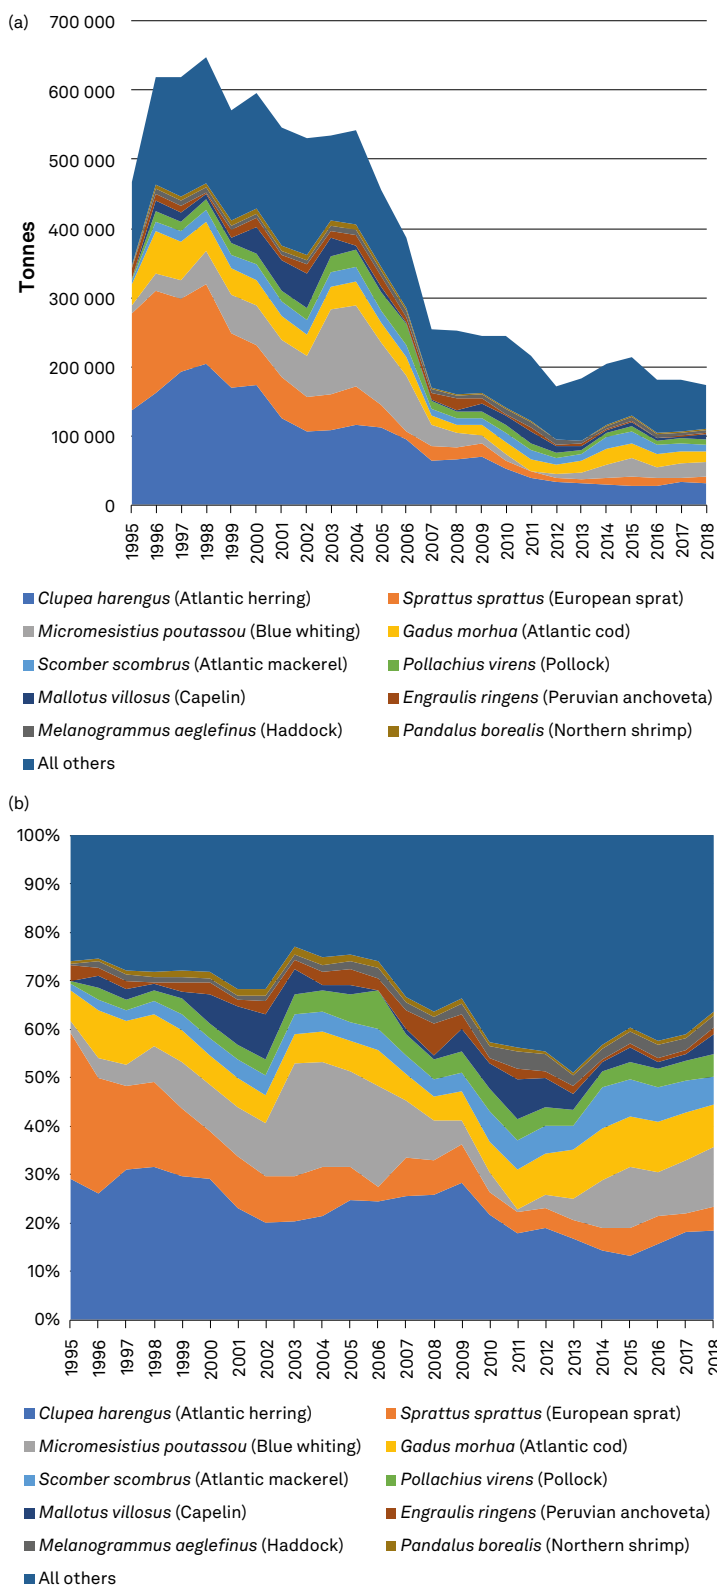 (a)
700 000
600 000
500 000
400 000
300 000
200 000
100 000
0
Tonnes
1995 1996 1997 1998 1999 2000 2001 2002 2003 2004 2005 2006 2007 2008 2009 2010 2011 2012 2013 2014 2015 2016 2017 2018
Clupea harengus (Atlantic herring) Sprattus sprattus (European sprat)
Micromesistius poutassou (Blue whiting) Gadus morhua (Atlantic cod)
Scomber scombrus (Atlantic mackerel) Pollachius virens (Pollock)
Mallotus villosus (Capelin) Engraulis ringens (Peruvian anchoveta)
Melanogrammus aeglefinus (Haddock) Pandalus borealis (Northern shrimp)
All others
(b)
100%
90%
80%
70%
60%
50%
40%
30%
20%
10%
0%
1995 1996 1997 1998 1999 2000 2001 2002 2003 2004 2005 2006 2007 2008 2009 2010 2011 2012 2013 2014 2015 2016 2017 2018
Clupea harengus (Atlantic herring) Sprattus sprattus (European sprat)
Micromesistius poutassou (Blue whiting) Gadus morhua (Atlantic cod)
Scomber scombrus (Atlantic mackerel) Pollachius virens (Pollock)
Mallotus villosus (Capelin) Engraulis ringens (Peruvian anchoveta)
Melanogrammus aeglefinus (Haddock) Pandalus borealis (Northern shrimp)
All others